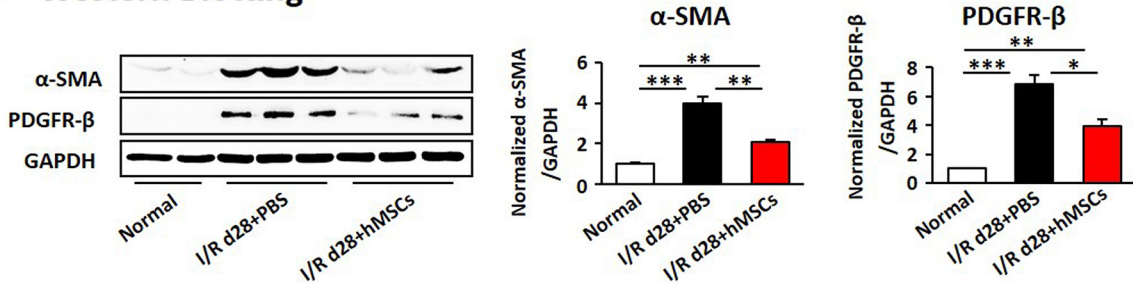 α-SMA
PDGFR-β
GAPDH
Normal
I/R d28+PBS
I/R d28+hMSCs
α-SMA
Normalized α-SMA
/GAPDH
6
4
2
0
**
*** **
Normal
I/R d28+PBS
I/R d28+hMSCs
PDGFR-β
Normalized PDGFR-β
/GAPDH
8
6
4
2
0
**
*** *
Normal
I/R d28+PBS
I/R d28+hMSCs